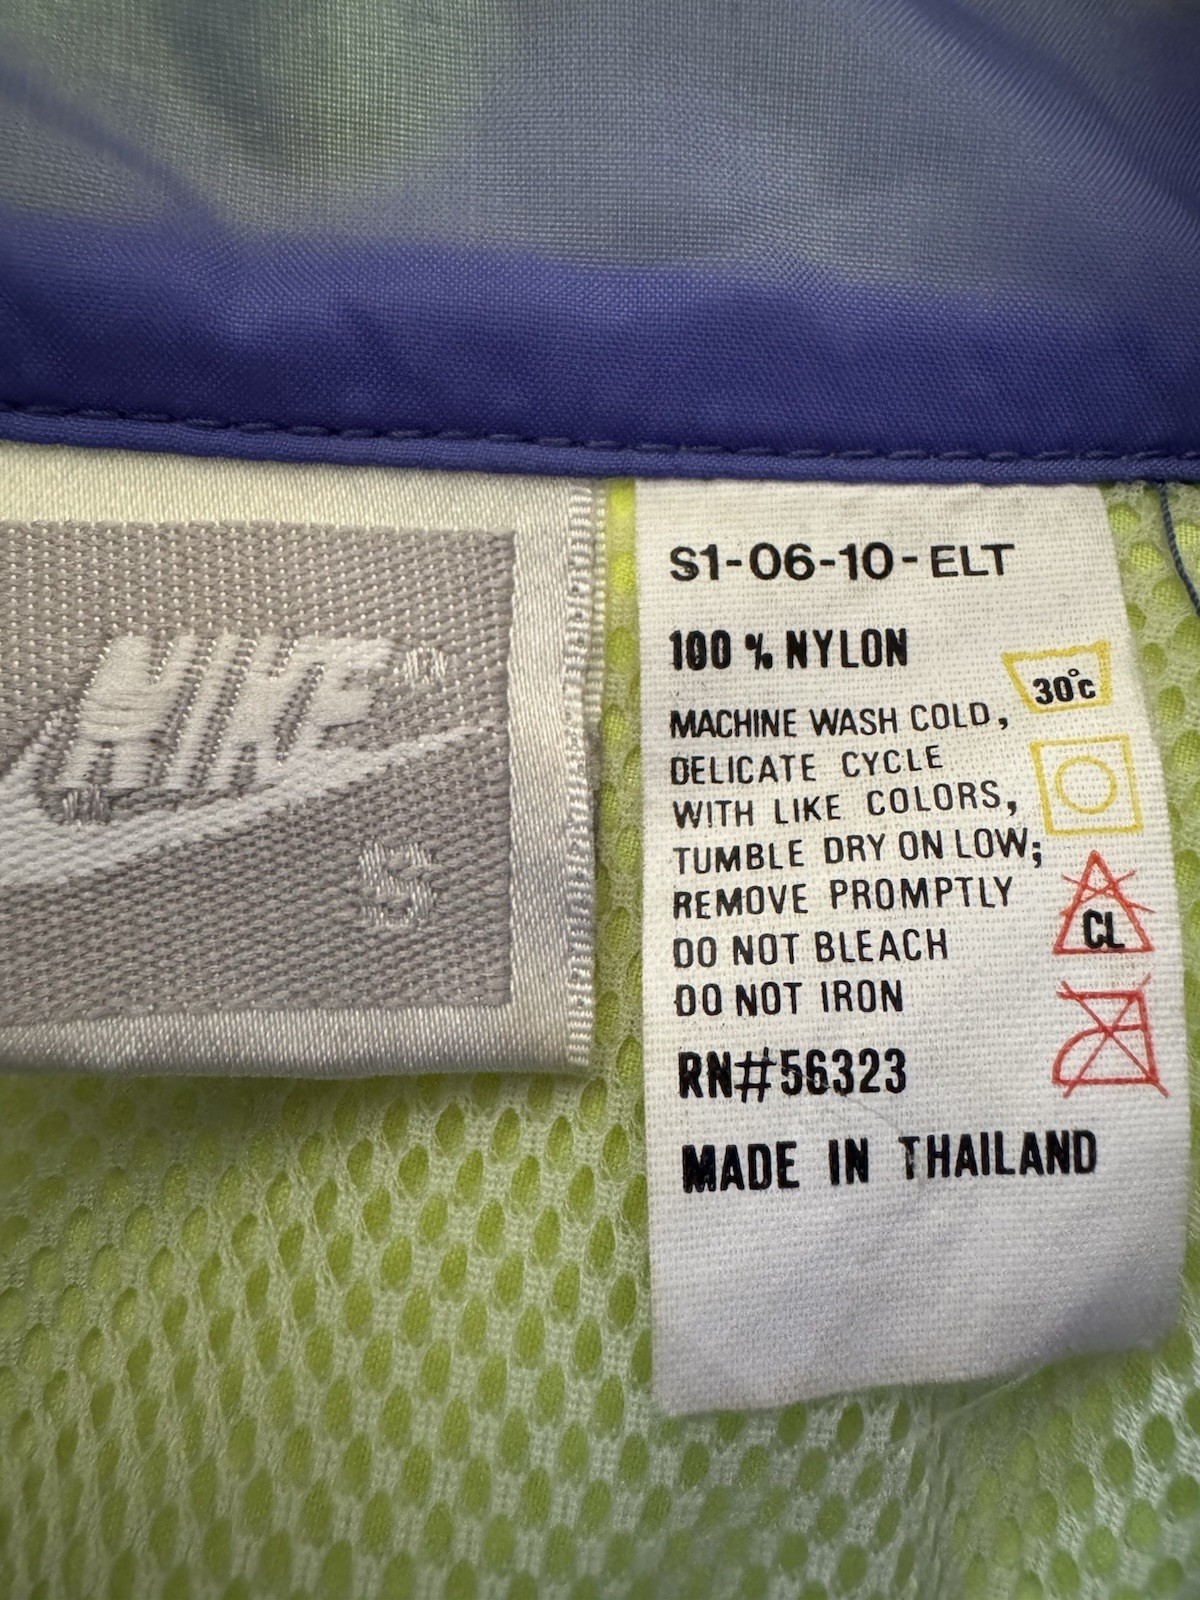 NIKE®
S
S1-06-10-ELT
100% NYLON
30°C
MACHINE WASH COLD,
DELICATE CYCLE
WITH LIKE COLORS,
TUMBLE DRY ON LOW;
REMOVE PROMPTLY
DO NOT BLEACH
CL
DO NOT IRON
RN#56323
MADE IN THAILAND